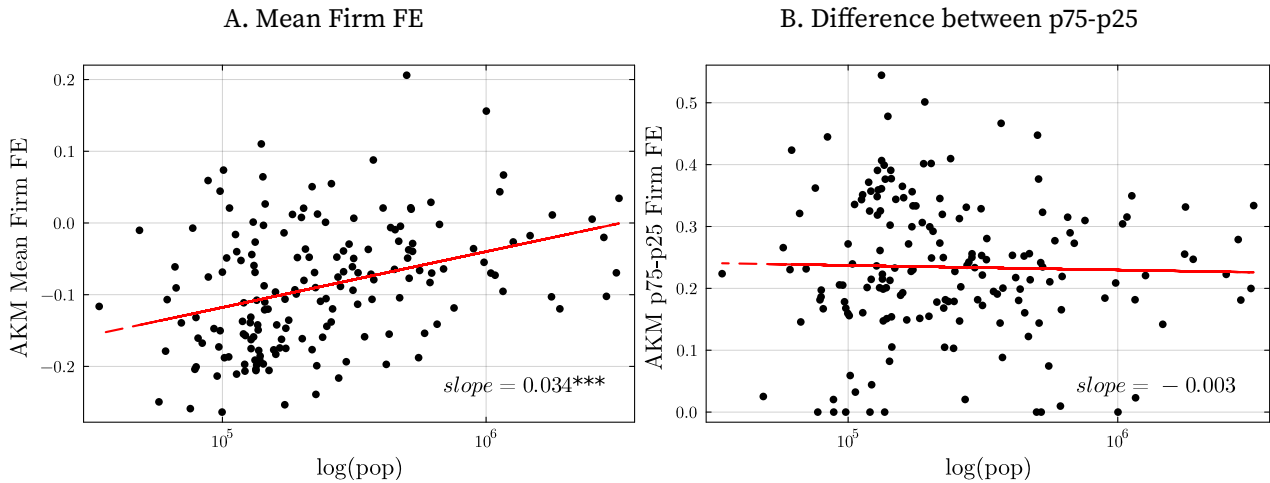 A. Mean Firm FE
AKM Mean Firm FE
0.2
0.1
0.0
−0.1
−0.2
slope = 0.034***
10^5
10^6
log(pop)
B. Difference between p75-p25
AKM p75-p25 Firm FE
0.5
0.4
0.3
0.2
0.1
0.0
slope = − 0.003
10^5
10^6
log(pop)